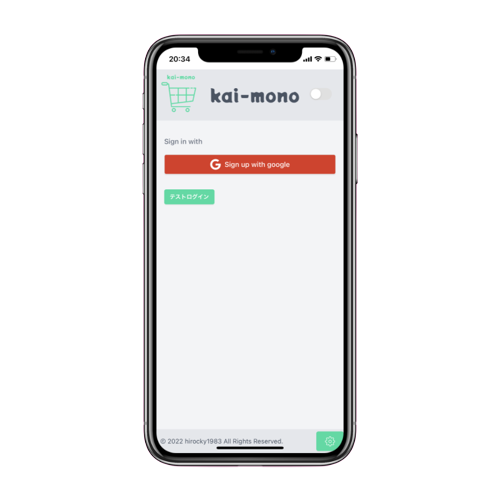 20:34
kai-mono
kai-mono
Sign in with
G Sign up with google
テストログイン
© 2022 hirocky1983 All Rights Reserved.